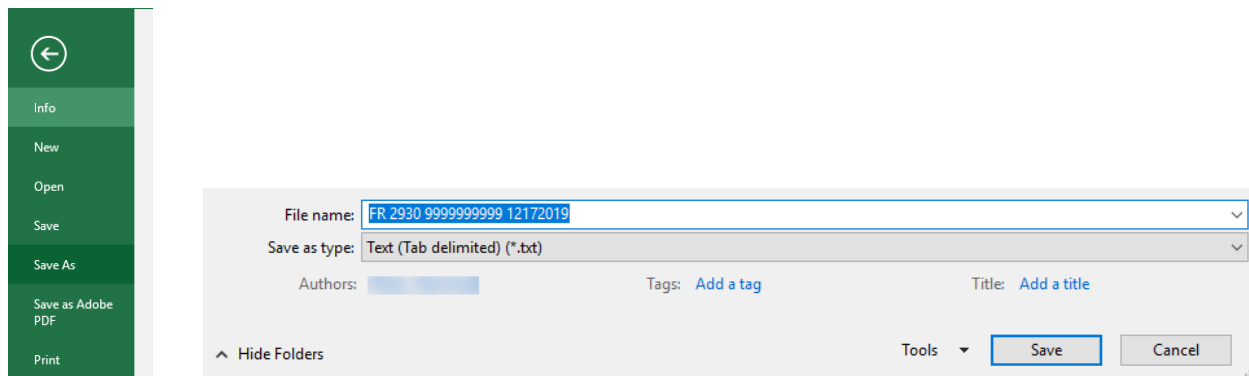 Info
New
Open
Save
Save As
Save as Adobe
PDF
Print
File name: FR 2930 9999999999 12172019
Save as type: Text (Tab delimited) (*.txt)
Authors:
Tags: Add a tag
Title: Add a title
Hide Folders
Tools
Save
Cancel